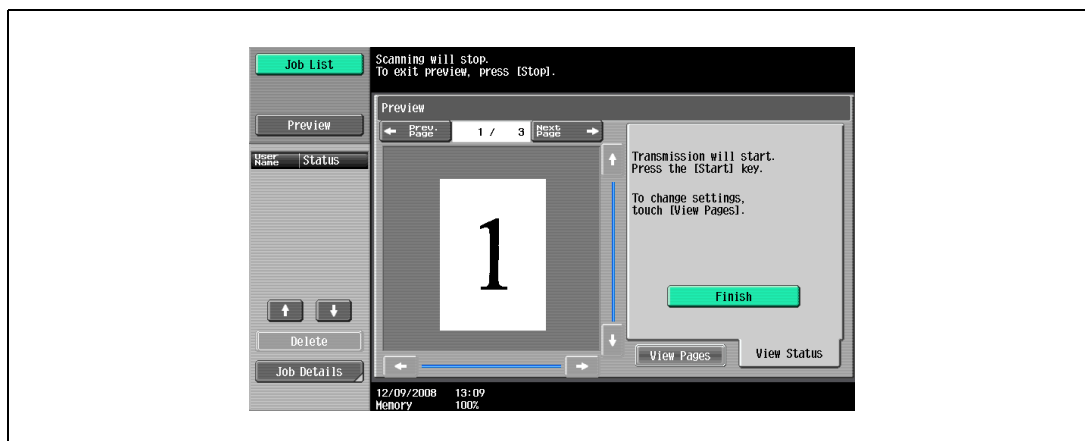 Job List
Scanning will stop.
To exit preview, press [Stop].
Preview
Preview
Prev.
Page
1 / 3
Next
Page
User
Name
Status
Transmission will start.
Press the [Start] key.
To change settings,
touch [View Pages].
1
Finish
Delete
View Pages
View Status
Job Details
12/09/2008 13:09
Memory 100%